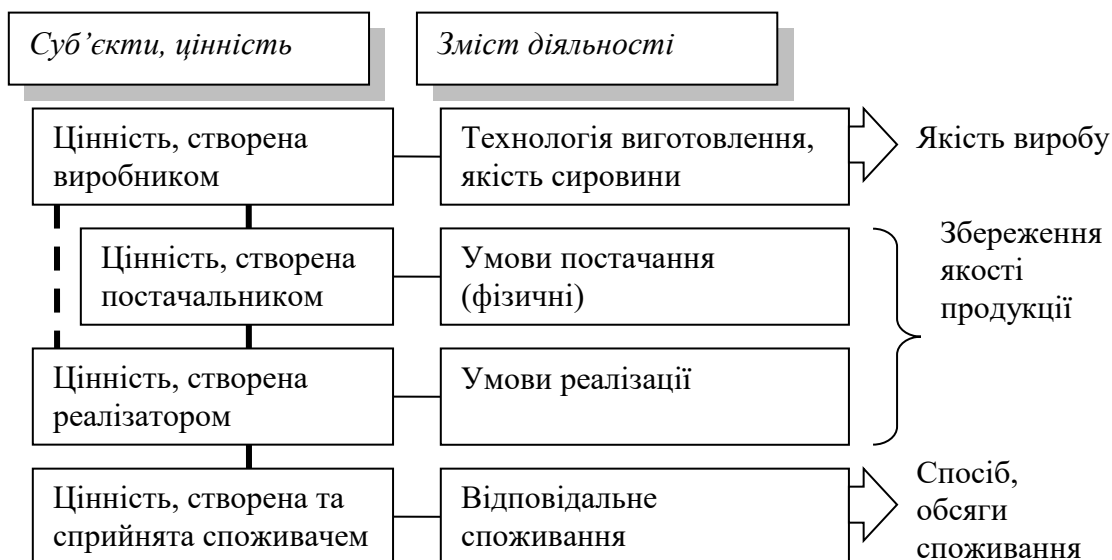 Суб’єкти, цінність
Зміст діяльності
Цінність, створена
виробником
Технологія виготовлення,
якість сировини
Якість виробу
Цінність, створена
постачальником
Умови постачання
(фізичні)
Збереження
якості
продукції
Цінність, створена
реалізатором
Умови реалізації
Цінність, створена та
сприйнята споживачем
Відповідальне
споживання
Спосіб,
обсяги
споживання